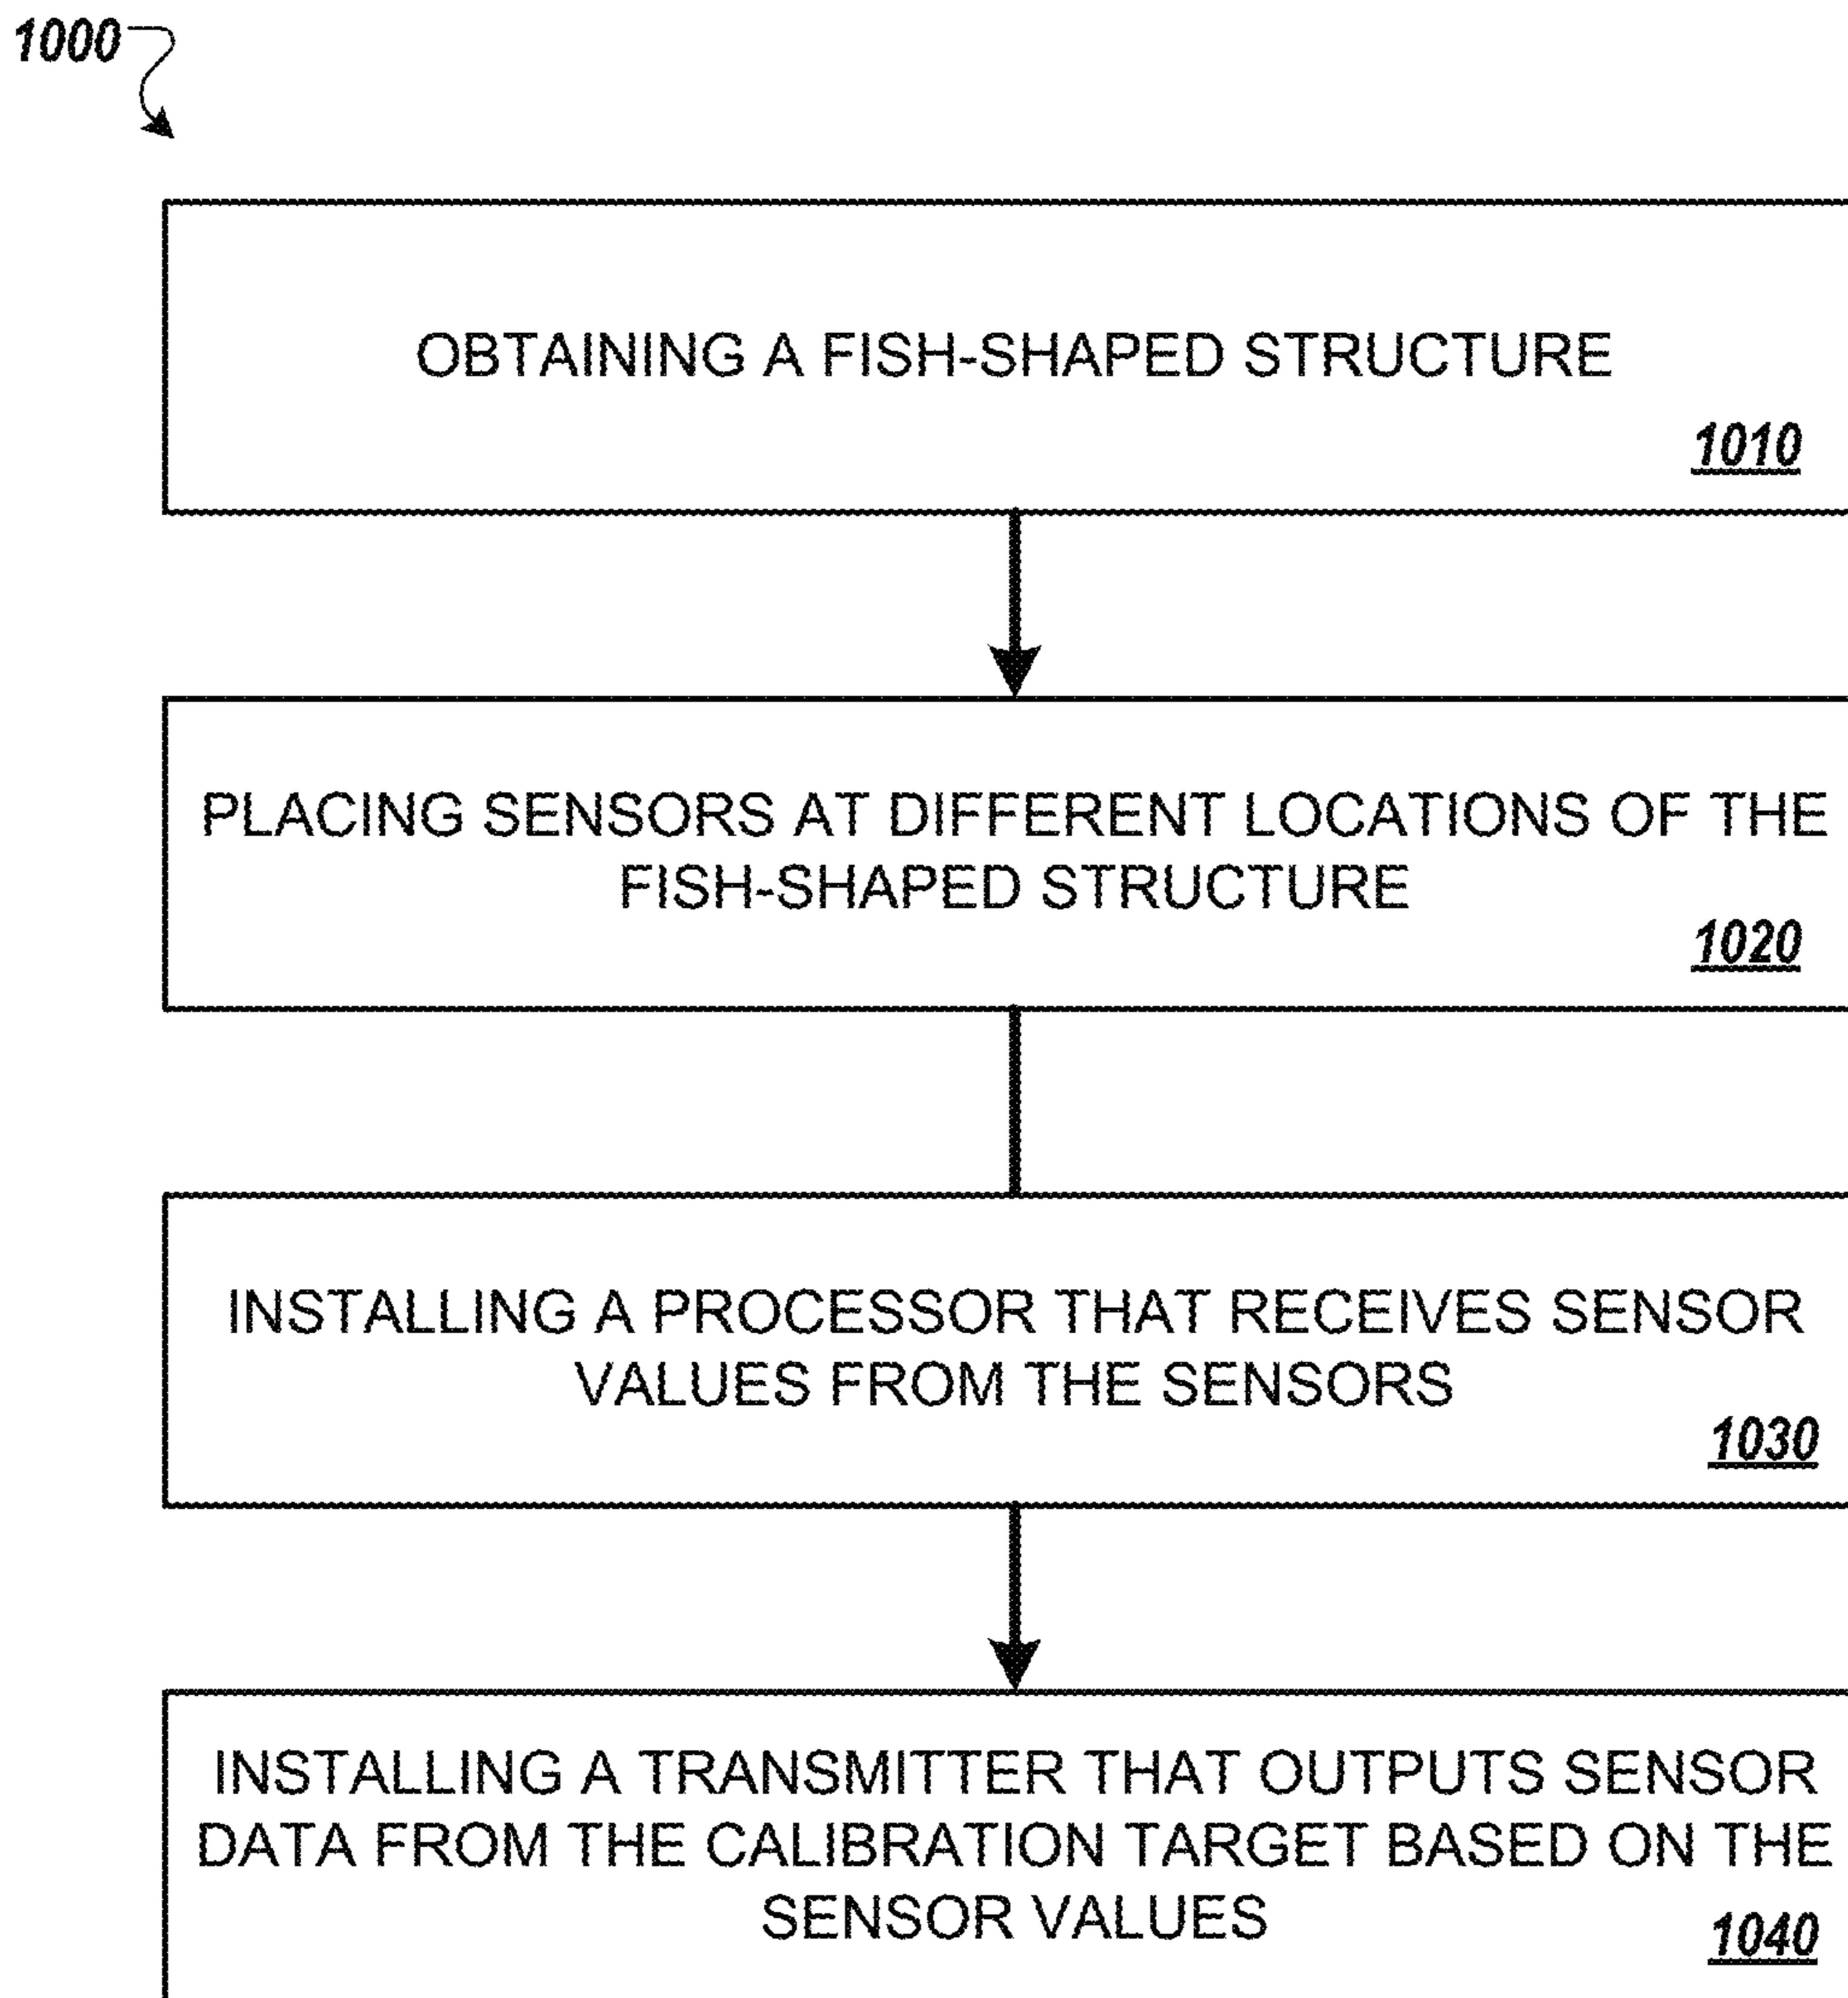 1000
OBTAINING A FISH-SHAPED STRUCTURE
1010
PLACING SENSORS AT DIFFERENT LOCATIONS OF THE
FISH-SHAPED STRUCTURE
1020
INSTALLING A PROCESSOR THAT RECEIVES SENSOR
VALUES FROM THE SENSORS
1030
INSTALLING A TRANSMITTER THAT OUTPUTS SENSOR
DATA FROM THE CALIBRATION TARGET BASED ON THE
SENSOR VALUES
1040